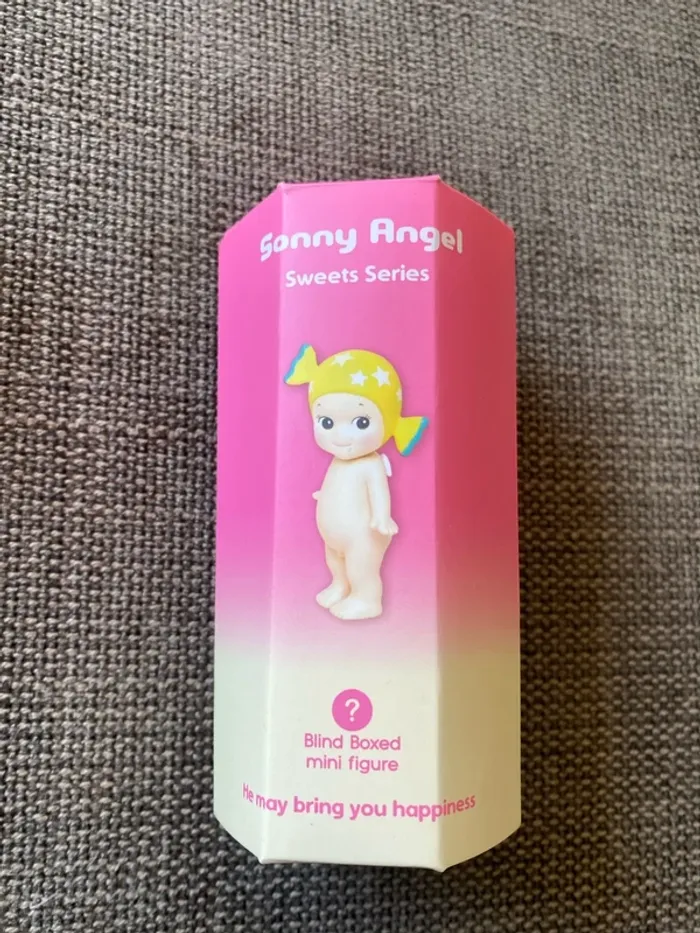 Sonny Angel
Sweets Series
?
Blind Boxed
mini figure
He may bring you happiness